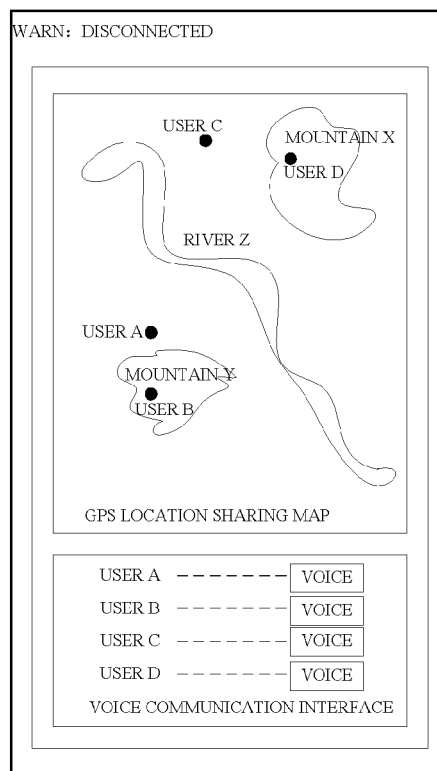 WARN: DISCONNECTED
USER C
MOUNTAIN X
USER D
RIVER Z
USER A
MOUNTAIN Y
USER B
GPS LOCATION SHARING MAP
USER A VOICE
USER B VOICE
USER C VOICE
USER D VOICE
VOICE COMMUNICATION INTERFACE